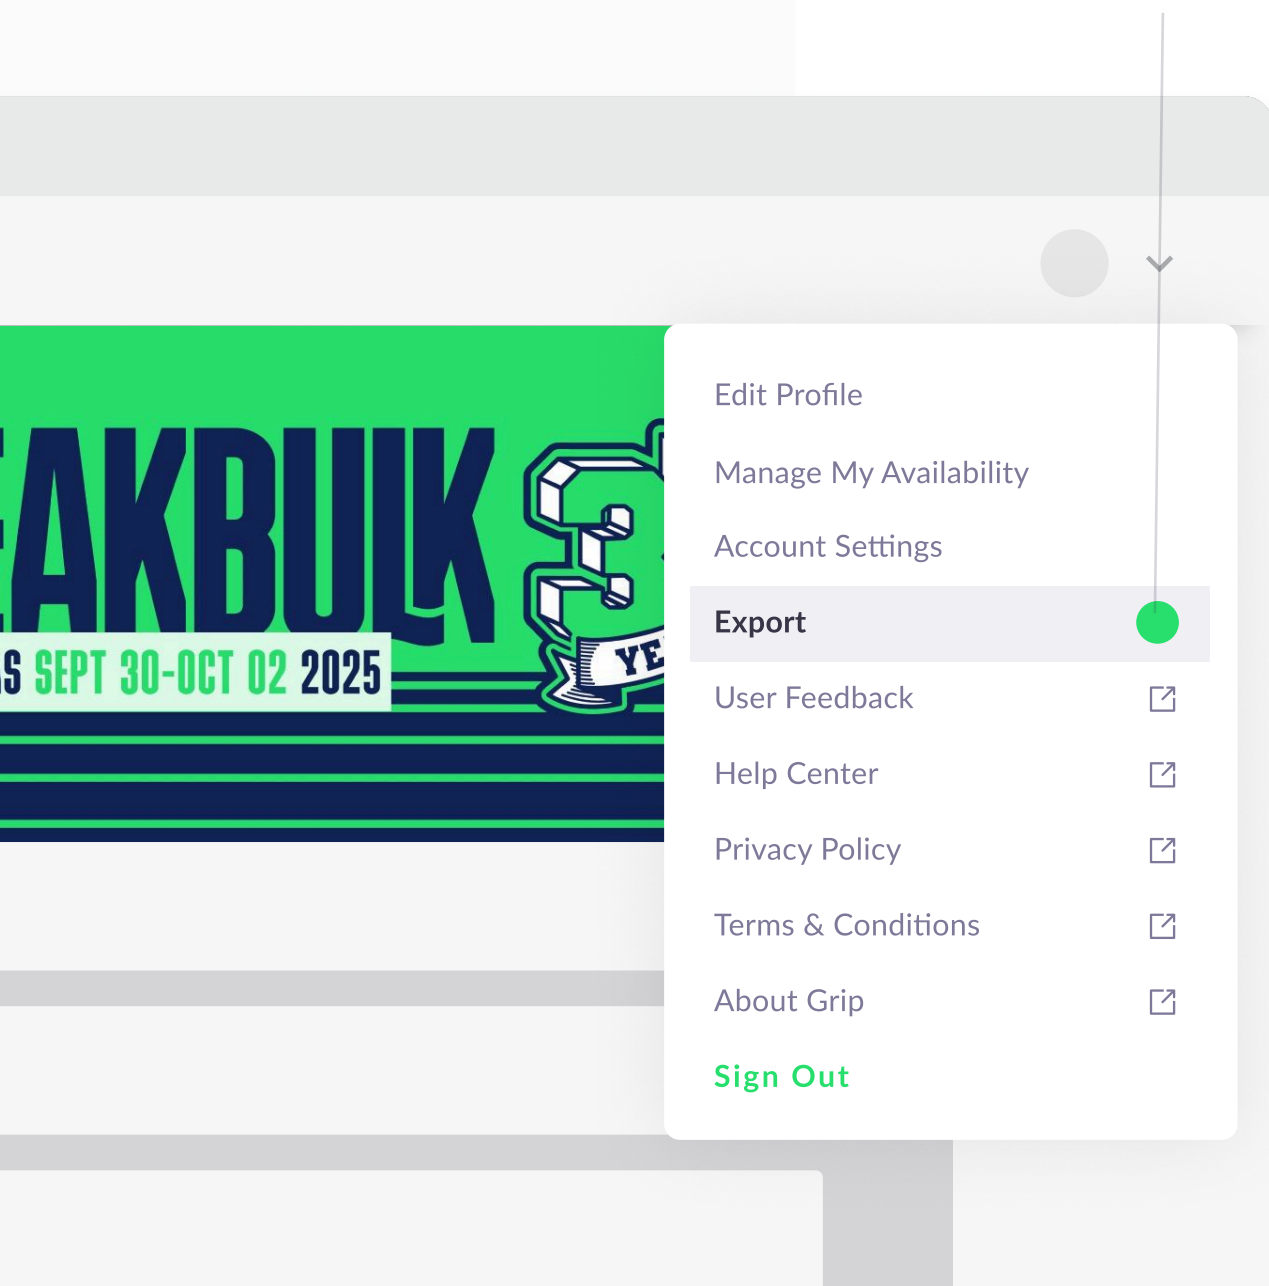 EAKBULK
S SEPT 30-OCT 02 2025
YE
Edit Profile
Manage My Availability
Account Settings
Export
User Feedback
Help Center
Privacy Policy
Terms & Conditions
About Grip
Sign Out